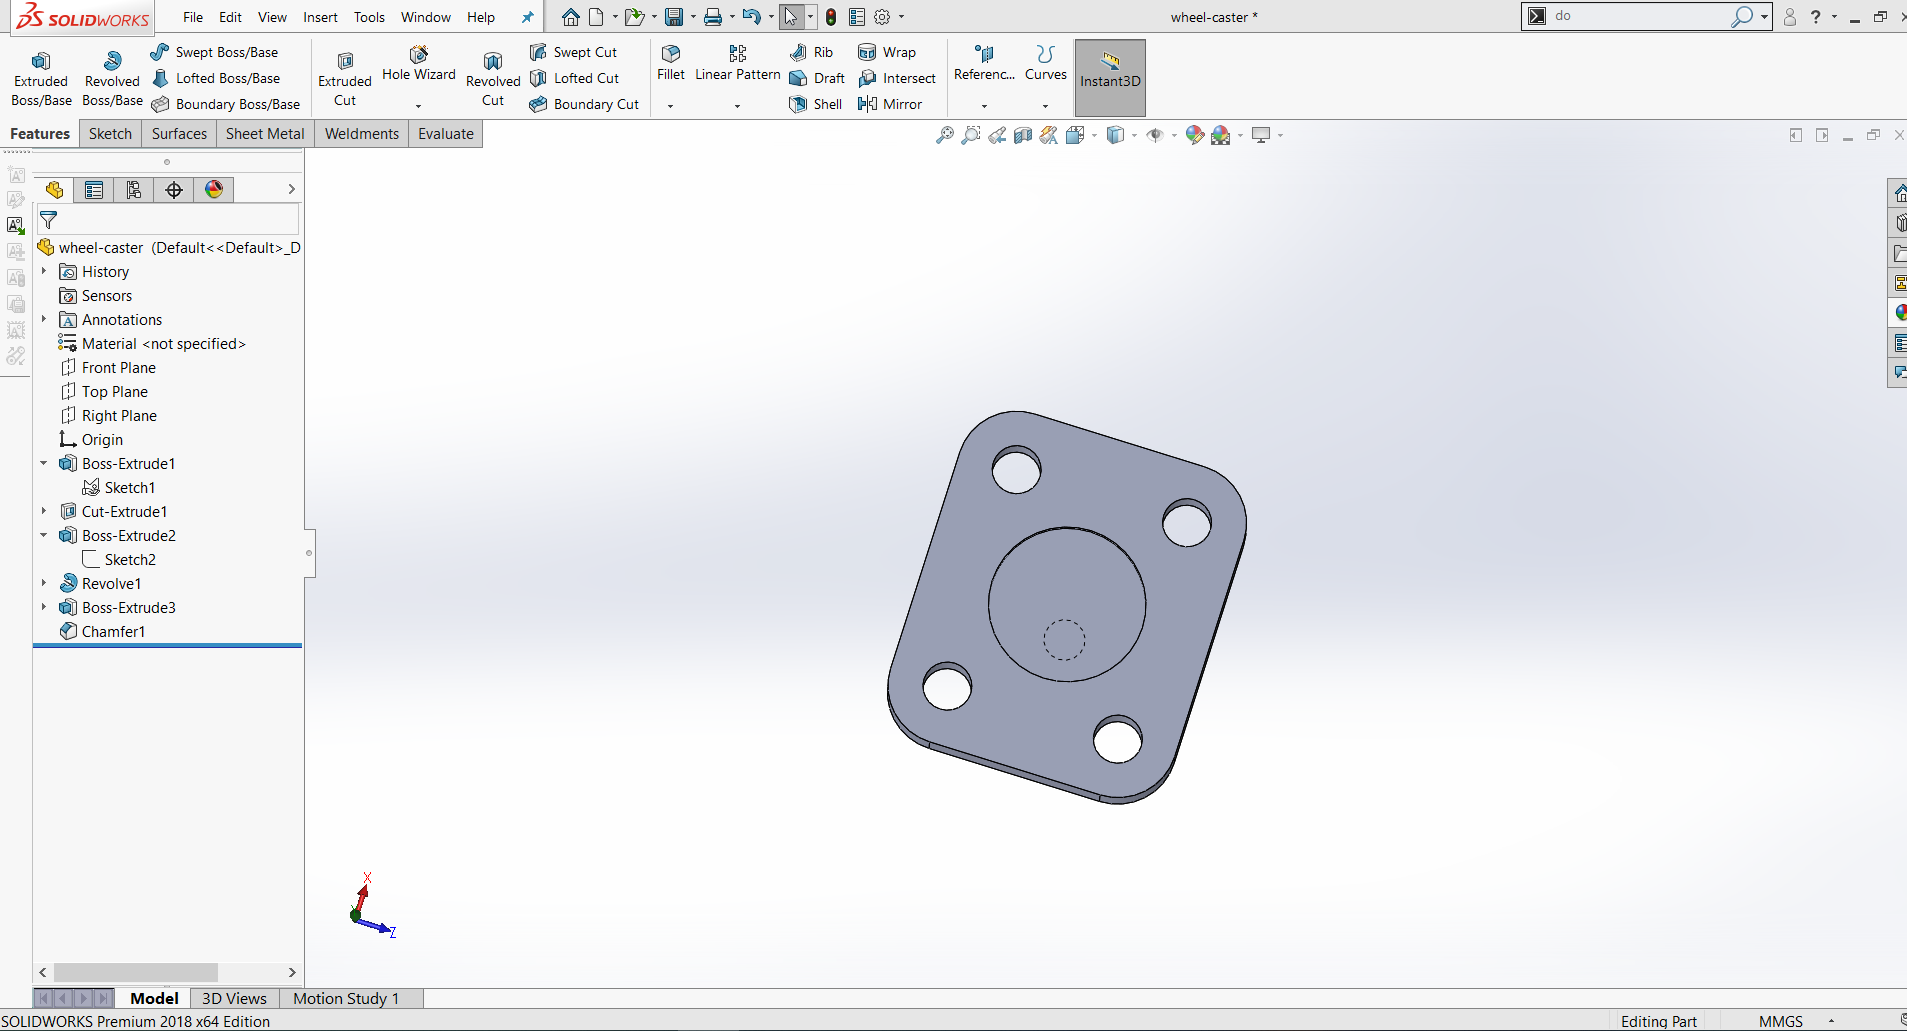 SOLIDWORKS File Edit View Insert Tools Window Help wheel-caster * do ?
Extruded Boss/Base
Revolved Boss/Base
Swept Boss/Base
Lofted Boss/Base
Boundary Boss/Base
Extruded Cut
Hole Wizard
Revolved Cut
Swept Cut
Lofted Cut
Boundary Cut
Fillet
Linear Pattern
Rib
Draft
Shell
Wrap
Intersect
Mirror
Referenc...
Curves
Instant3D
Features Sketch Surfaces Sheet Metal Weldments Evaluate
wheel-caster (Default<<Default>_D
History
Sensors
Annotations
Material <not specified>
Front Plane
Top Plane
Right Plane
Origin
Boss-Extrude1
Sketch1
Cut-Extrude1
Boss-Extrude2
Sketch2
Revolve1
Boss-Extrude3
Chamfer1
X
Z
Model 3D Views Motion Study 1
SOLIDWORKS Premium 2018 x64 Edition Editing Part MMGS